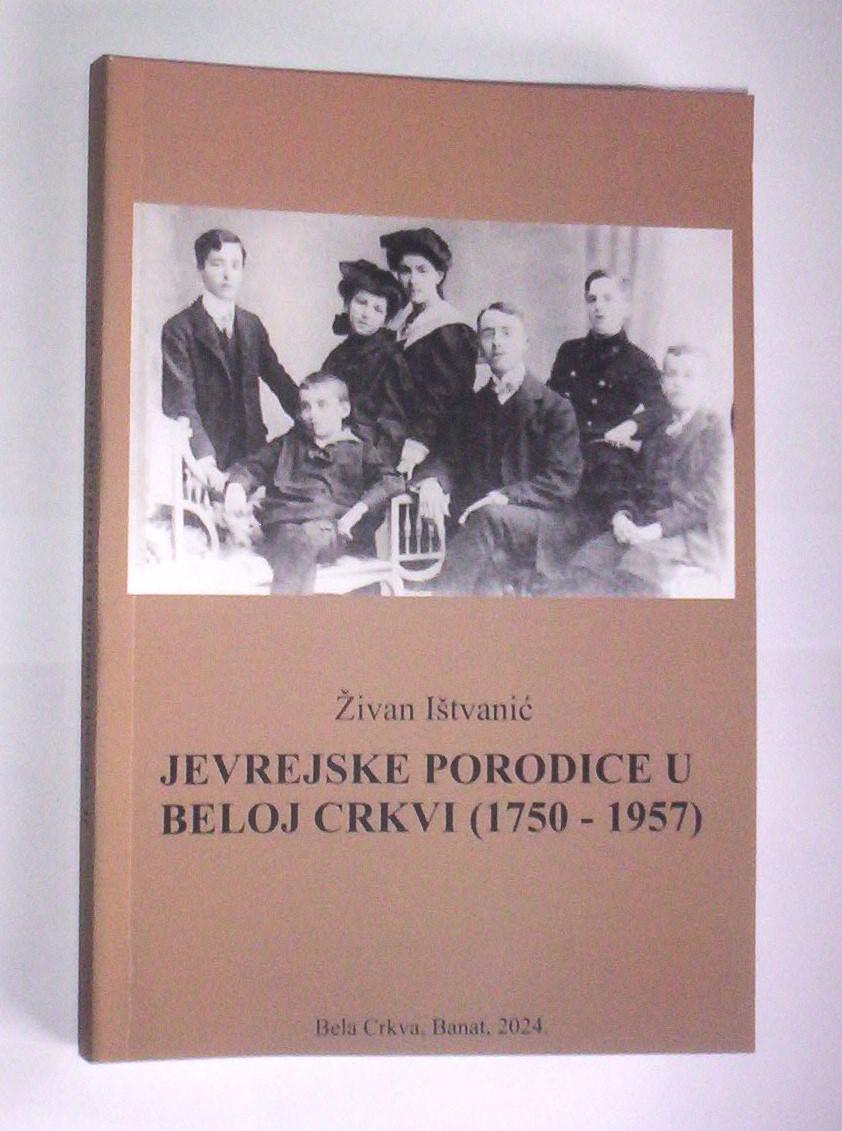 Živan Ištvanić
JEVREJSKE PORODICE U
BELOJ CRKVI (1750 - 1957)
Bela Crkva, Banat, 2024.